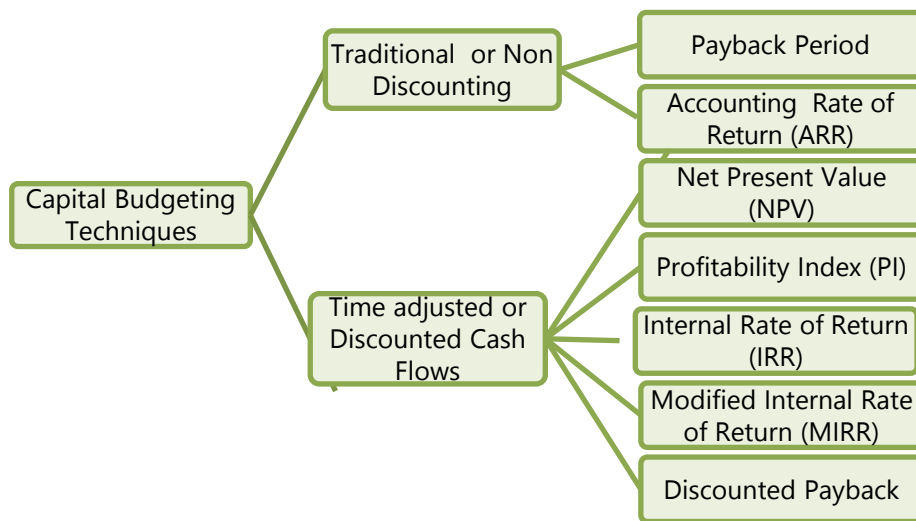 Capital Budgeting
Techniques
Traditional or Non
Discounting
Time adjusted or
Discounted Cash
Flows
Payback Period
Accounting Rate of
Return (ARR)
Net Present Value
(NPV)
Profitability Index (PI)
Internal Rate of Return
(IRR)
Modified Internal Rate
of Return (MIRR)
Discounted Payback